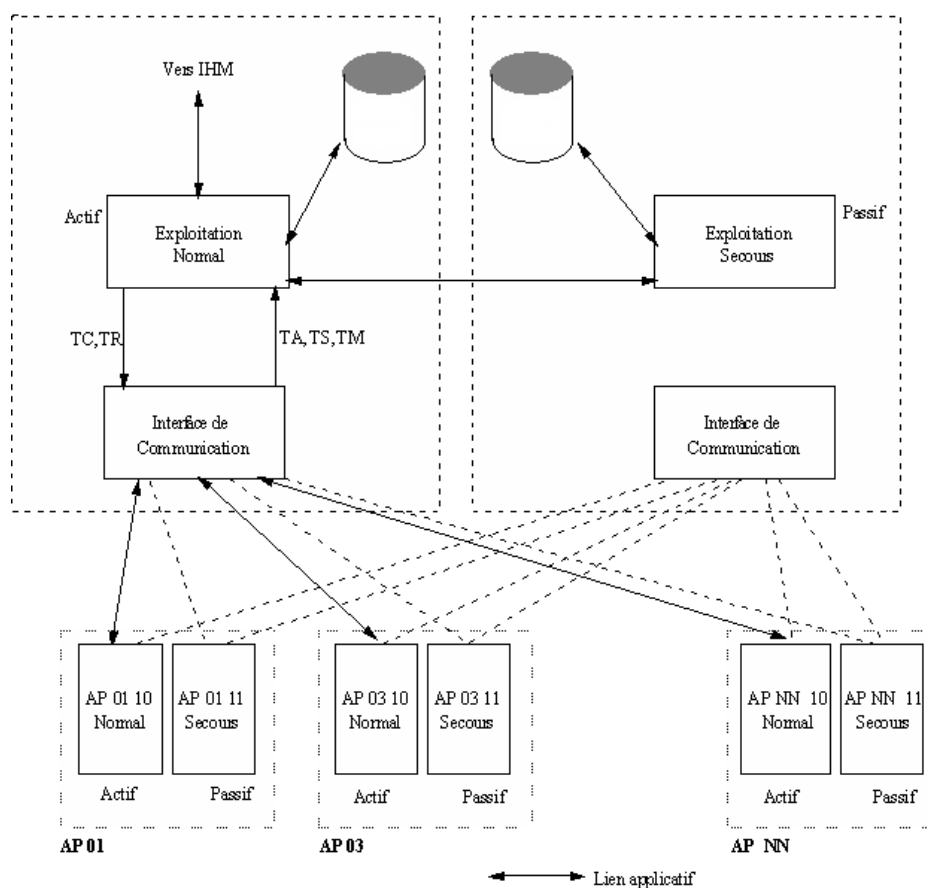 Vers IHM
Actif
Exploitation
Normal
Exploitation
Secours
Passif
TC,TR
TA,TS,TM
Interface de
Communication
Interface de
Communication
AP 01 10
Normal
AP 01 11
Secours
AP 03 10
Normal
AP 03 11
Secours
AP NN 10
Normal
AP NN 11
Secours
Actif
Passif
Actif
Passif
Actif
Passif
AP 01
AP 03
AP NN
Lien applicatif